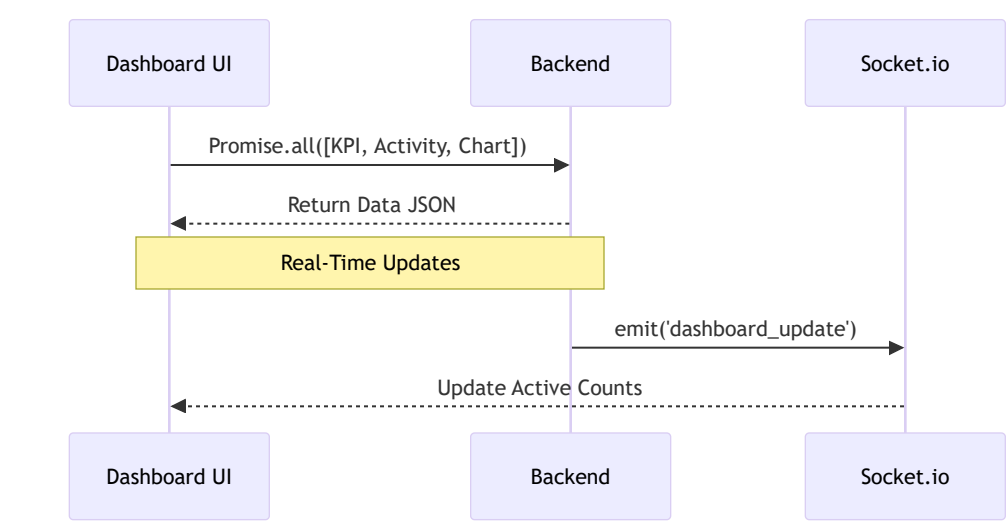 Dashboard UI
Backend
Socket.io
Promise.all([KPI, Activity, Chart])
Return Data JSON
Real-Time Updates
emit('dashboard_update')
Update Active Counts
Dashboard UI
Backend
Socket.io